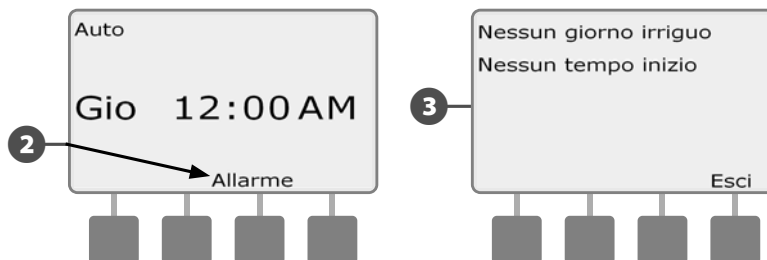 Auto
Gio 12:00 AM
2
Allarme
Nessun giorno irriguo
Nessun tempo inizio
3
Esci